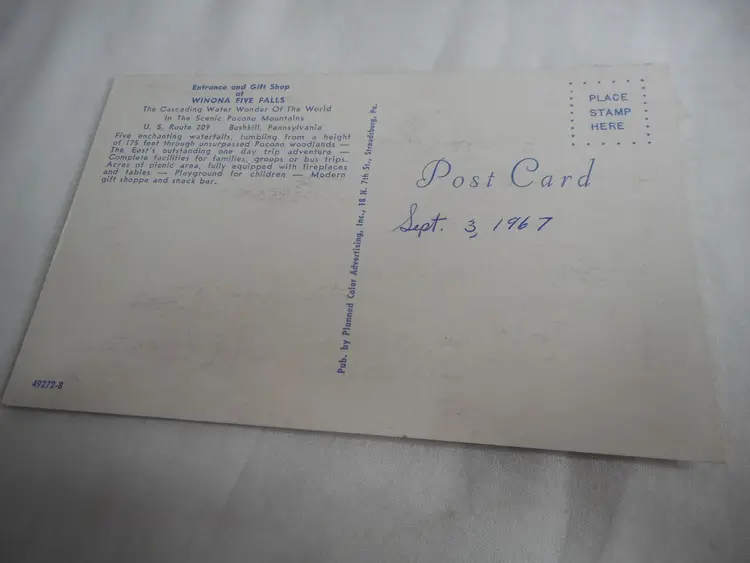 Entrance and Gift Shop
at
WINONA FIVE FALLS
The Cascading Water Wonder Of The World
In The Scenic Pocono Mountains
U. S. Route 209 Bushkill, Pennsylvania
Five enchanting waterfalls, tumbling from a height
of 175 feet through unsurpassed Pocono woodlands —
The East's outstanding one day trip adventure —
Complete facilities for families, groups or bus trips.
Acres of picnic area, fully equipped with fireplaces
and tables — Playground for children — Modern
gift shoppe and snack bar.
49272-B
Pub. by Planned Color Advertising, Inc., 18 N. 7th St., Stroudsburg, Pa.
PLACE
STAMP
HERE
Post Card
Sept. 3, 1967